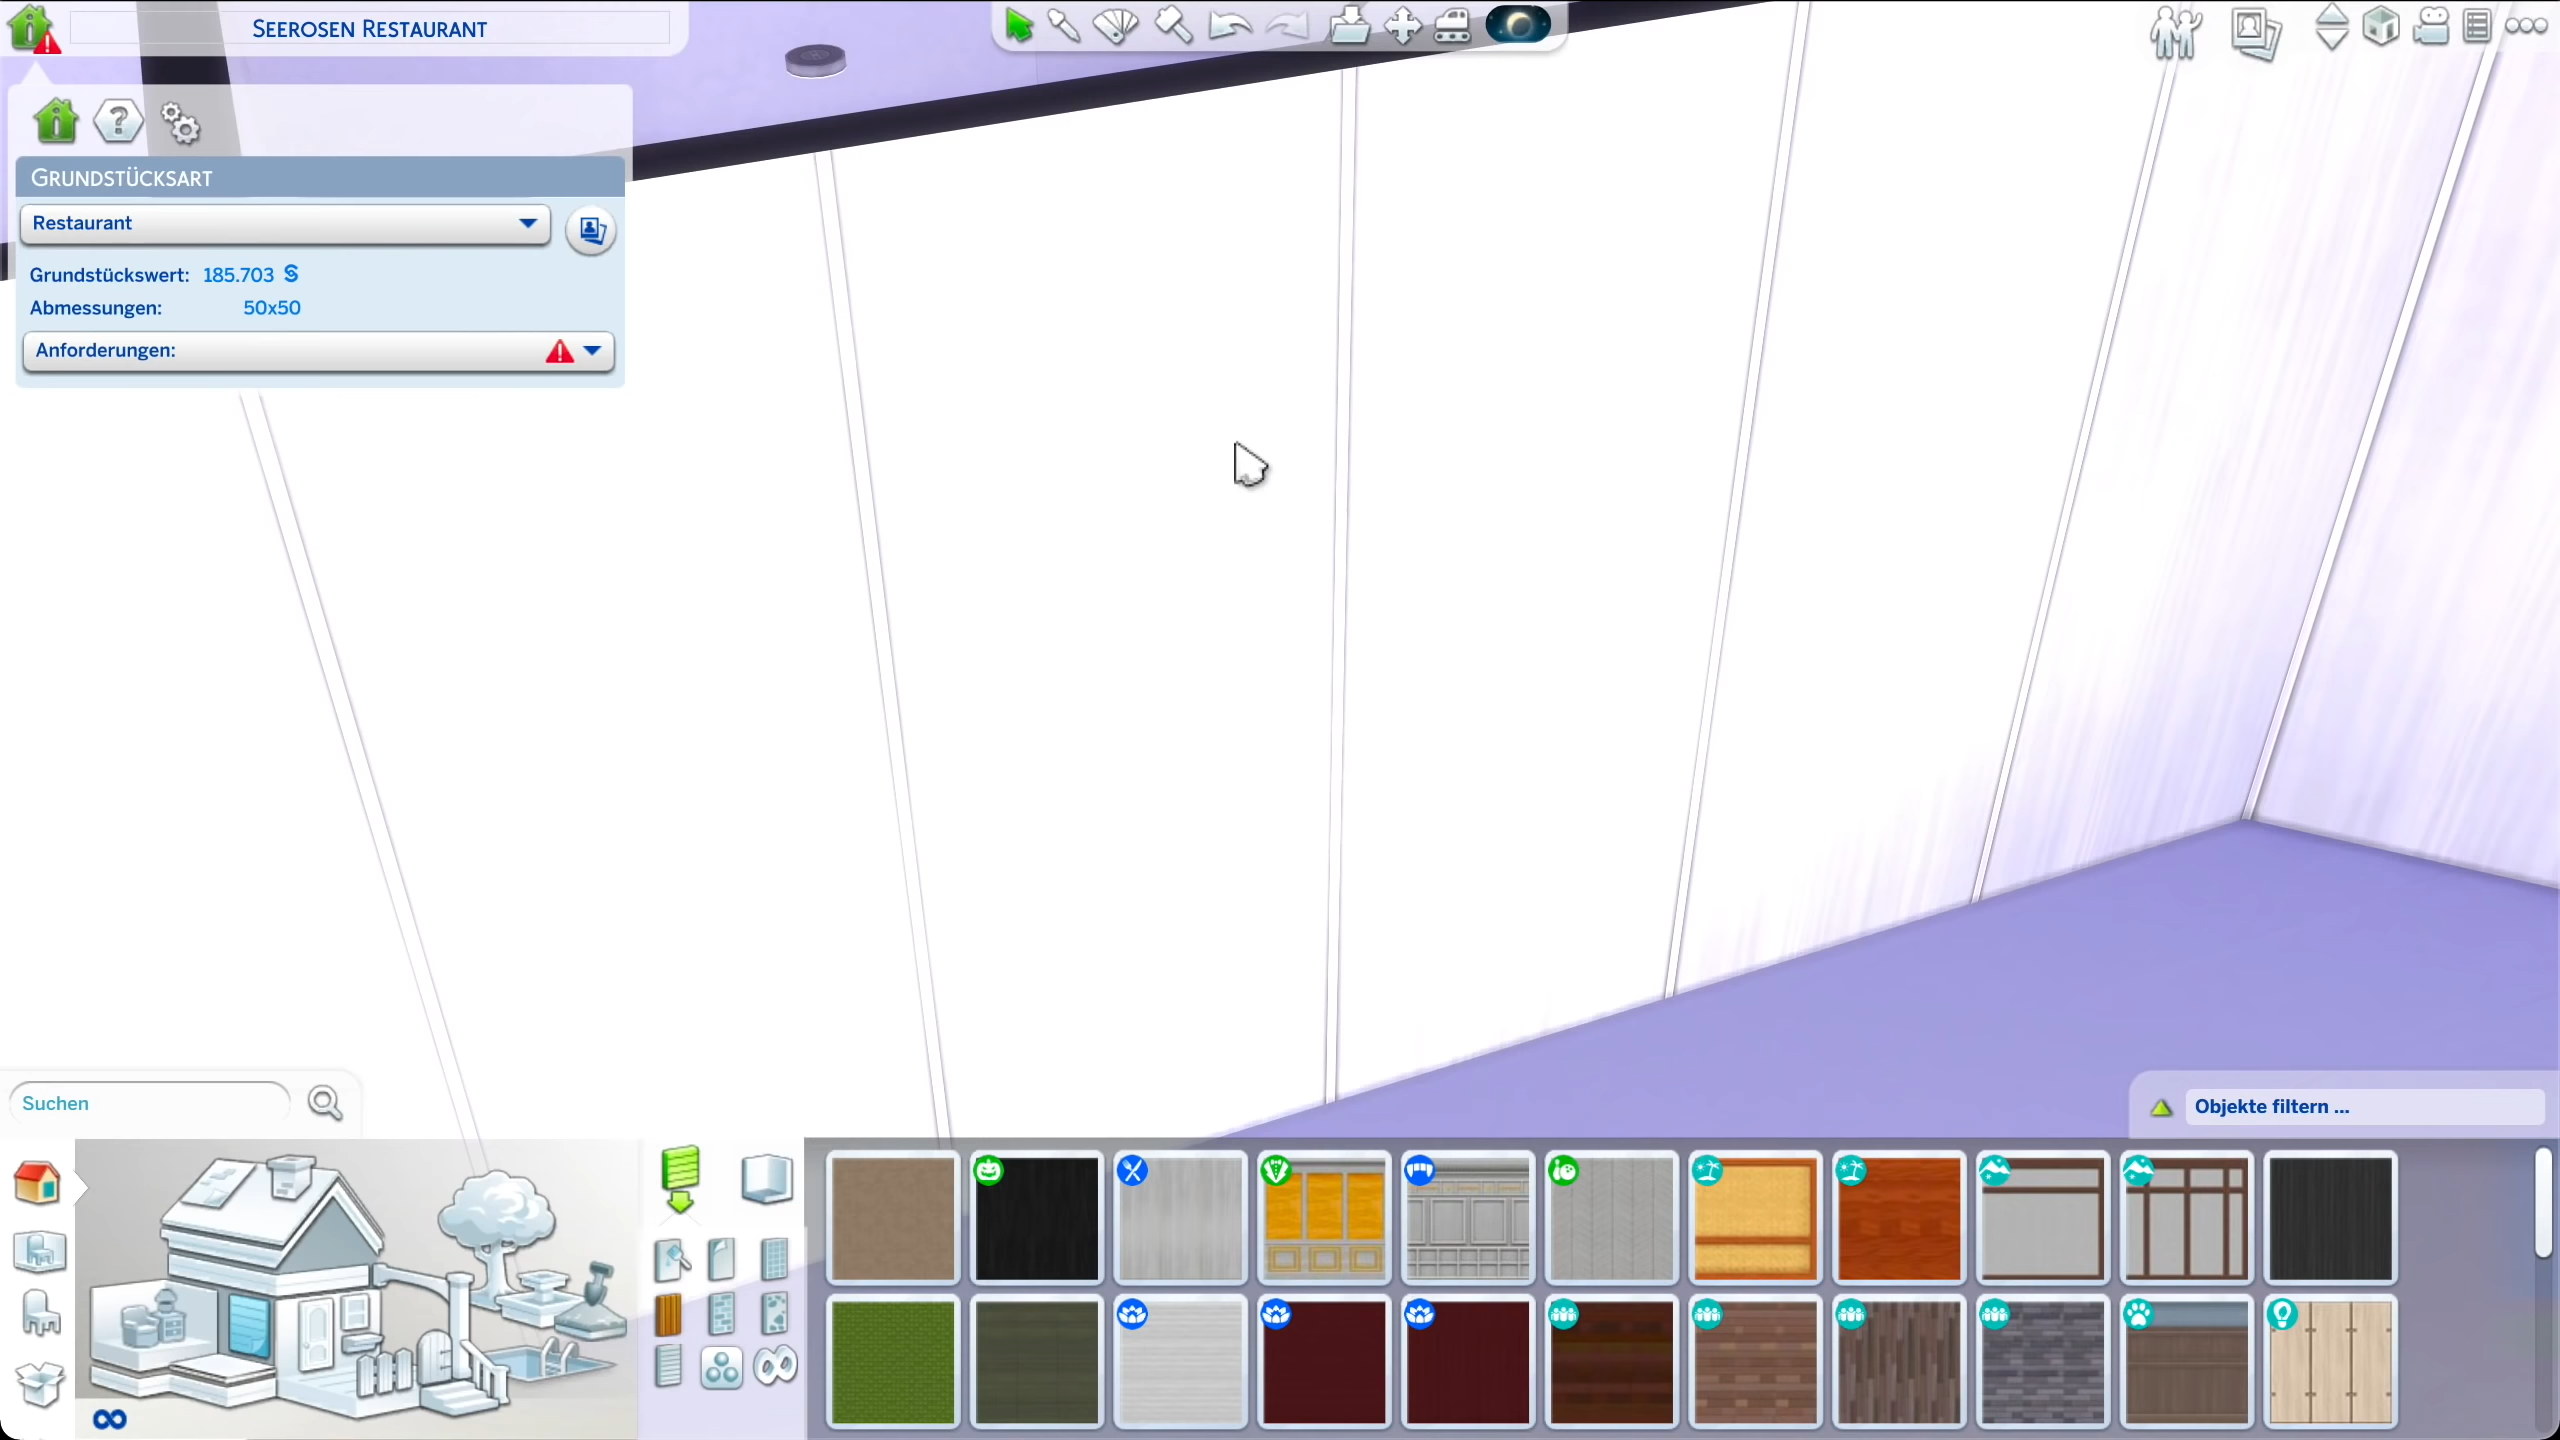 Seerosen Restaurant
Grundstücksart
Restaurant
Grundstückswert: 185.703
Abmessungen: 50x50
Anforderungen:
Suchen
Objekte filtern ...